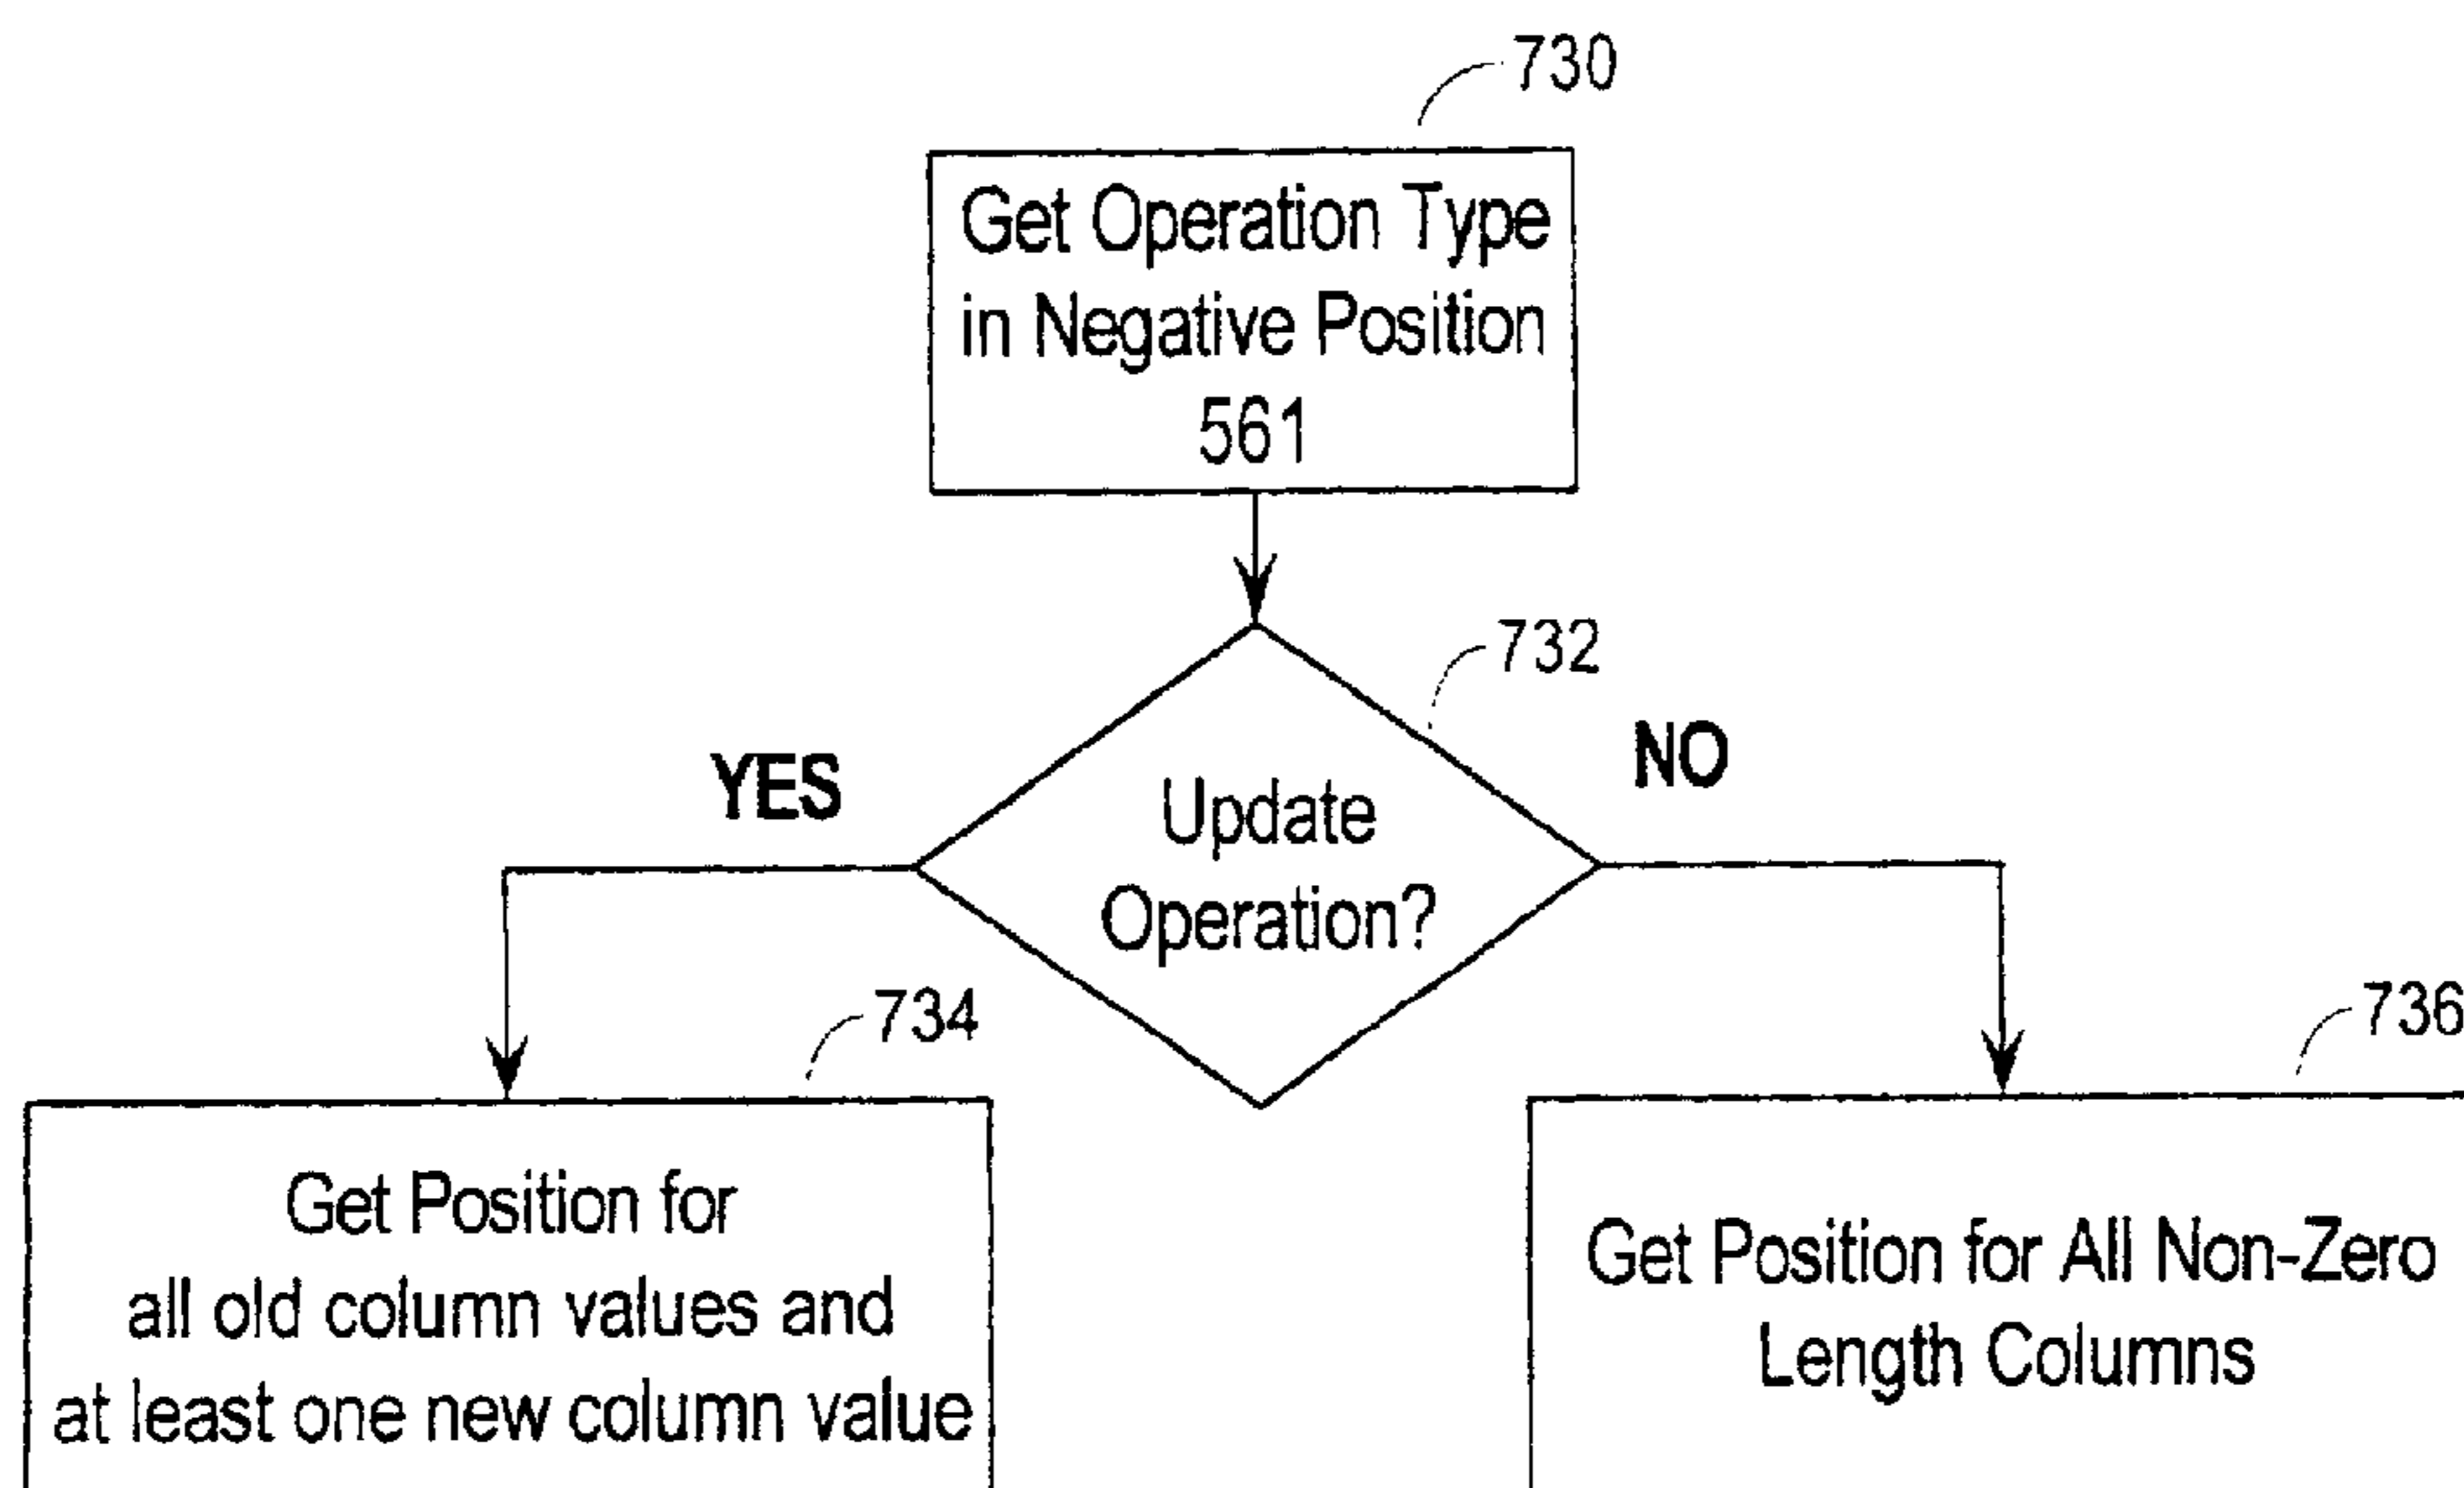 730
Get Operation Type
in Negative Position
561
732
YES
NO
Update
Operation?
734
736
Get Position for
all old column values and
at least one new column value
Get Position for All Non-Zero
Length Columns